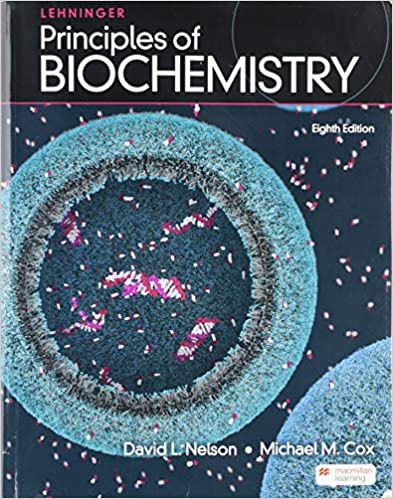 LEHNINGER
Principles of
BIOCHEMISTRY
Eighth Edition
David L. Nelson • Michael M. Cox
macmillan
learning